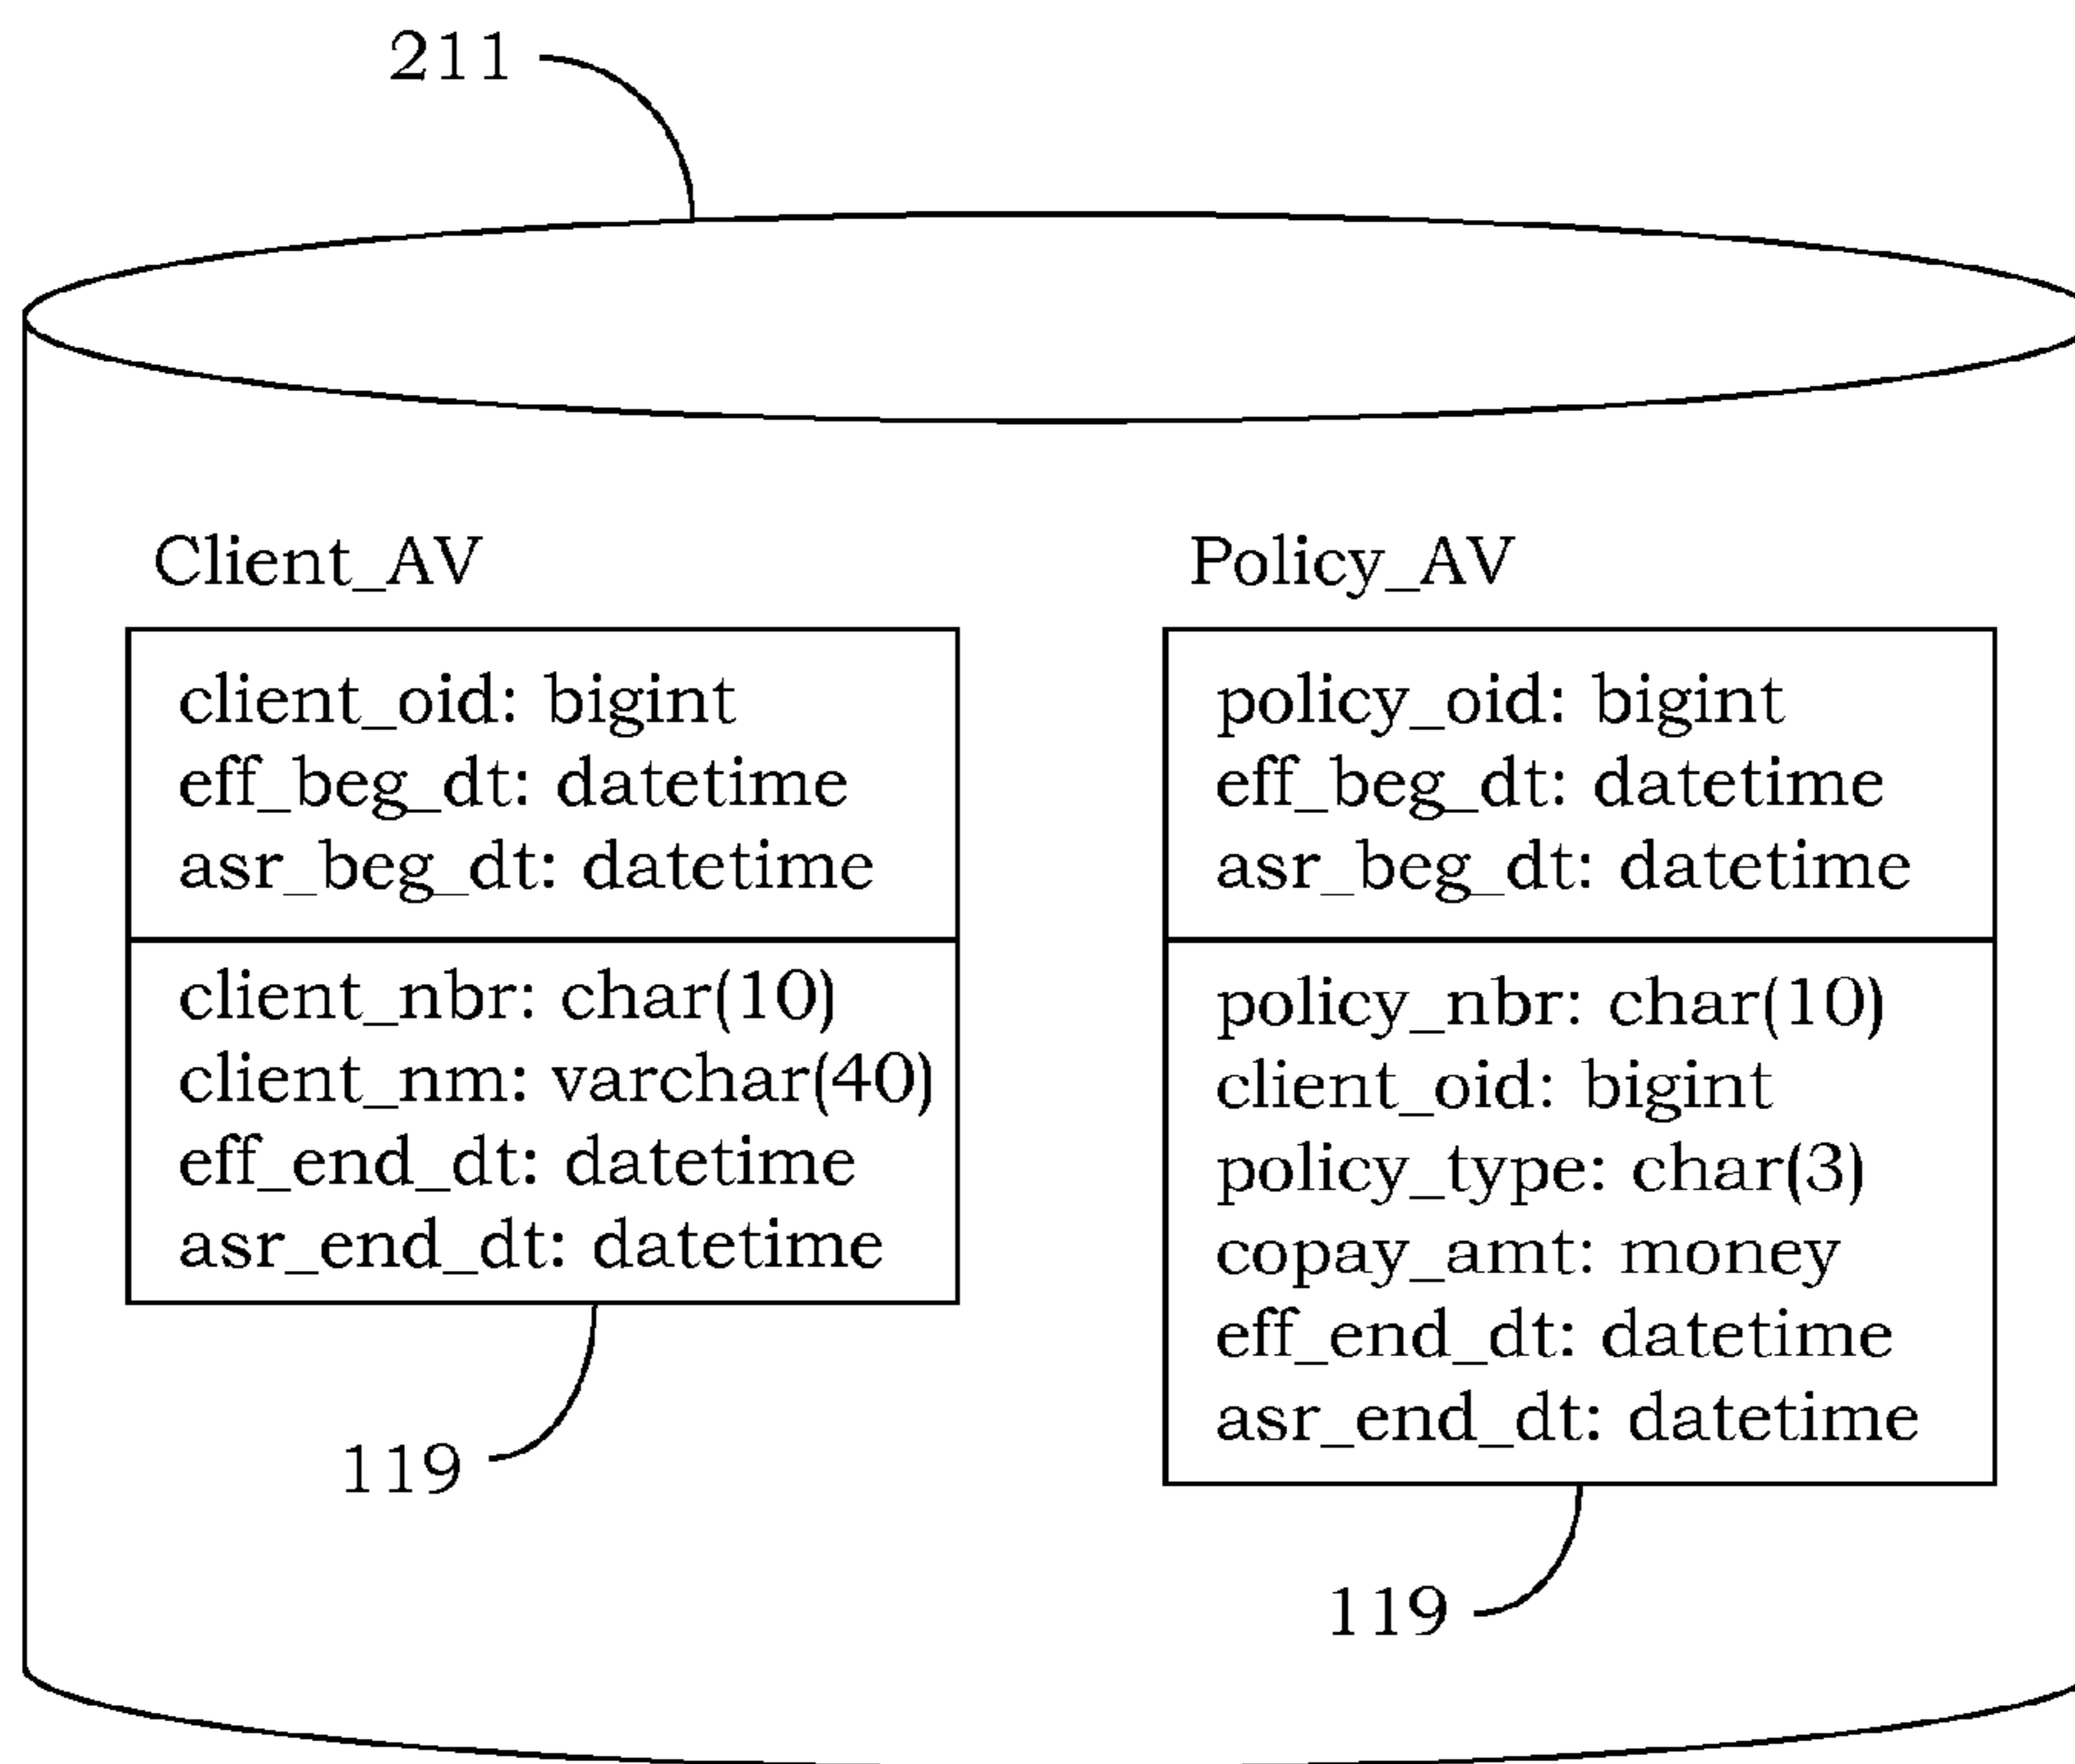 211
Client_AV
client_oid: bigint
eff_beg_dt: datetime
asr_beg_dt: datetime
client_nbr: char(10)
client_nm: varchar(40)
eff_end_dt: datetime
asr_end_dt: datetime
119
Policy_AV
policy_oid: bigint
eff_beg_dt: datetime
asr_beg_dt: datetime
policy_nbr: char(10)
client_oid: bigint
policy_type: char(3)
copay_amt: money
eff_end_dt: datetime
asr_end_dt: datetime
119